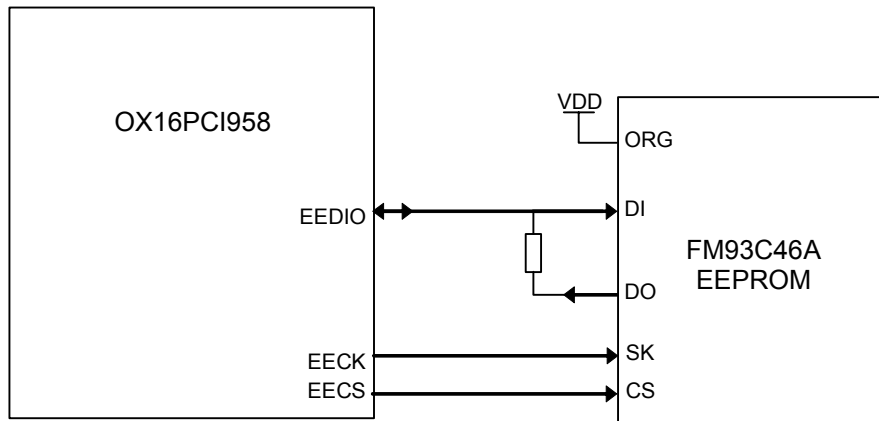 OX16PCI958
EEDIO
EECK
EECS
VDD
ORG
DI
DO
SK
CS
FM93C46A
EEPROM